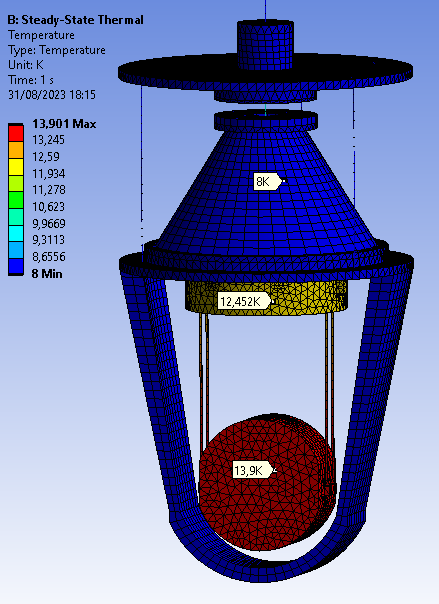 B: Steady-State Thermal
Temperature
Type: Temperature
Unit: K
Time: 1 s
31/08/2023 18:15
13,901 Max
13,245
12,59
11,934
11,278
10,623
9,9669
9,3113
8,6556
8 Min
8K
12,452K
13,9K